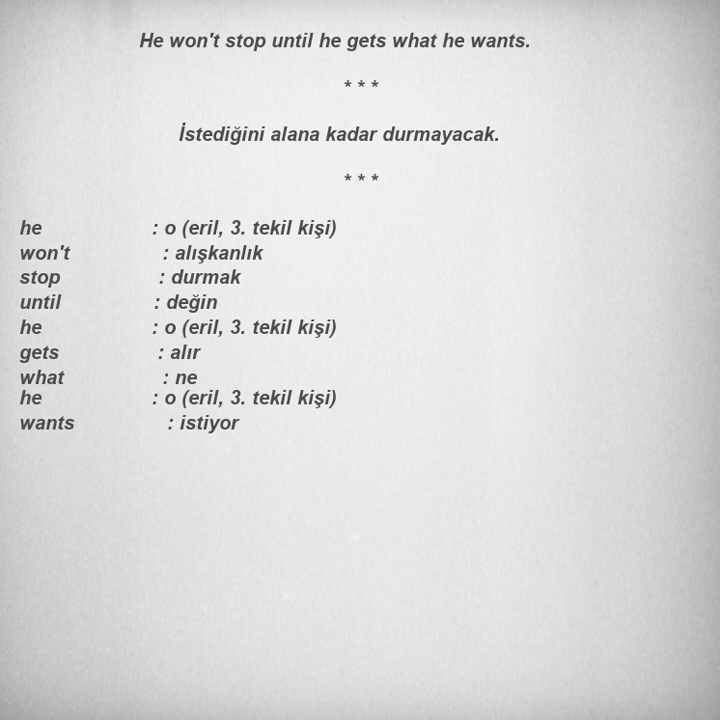 He won't stop until he gets what he wants.
* * *
İstediğini alana kadar durmayacak.
* * *
he : o (eril, 3. tekil kişi)
won't : alışkanlık
stop : durmak
until : değin
he : o (eril, 3. tekil kişi)
gets : alır
what : ne
he : o (eril, 3. tekil kişi)
wants : istiyor